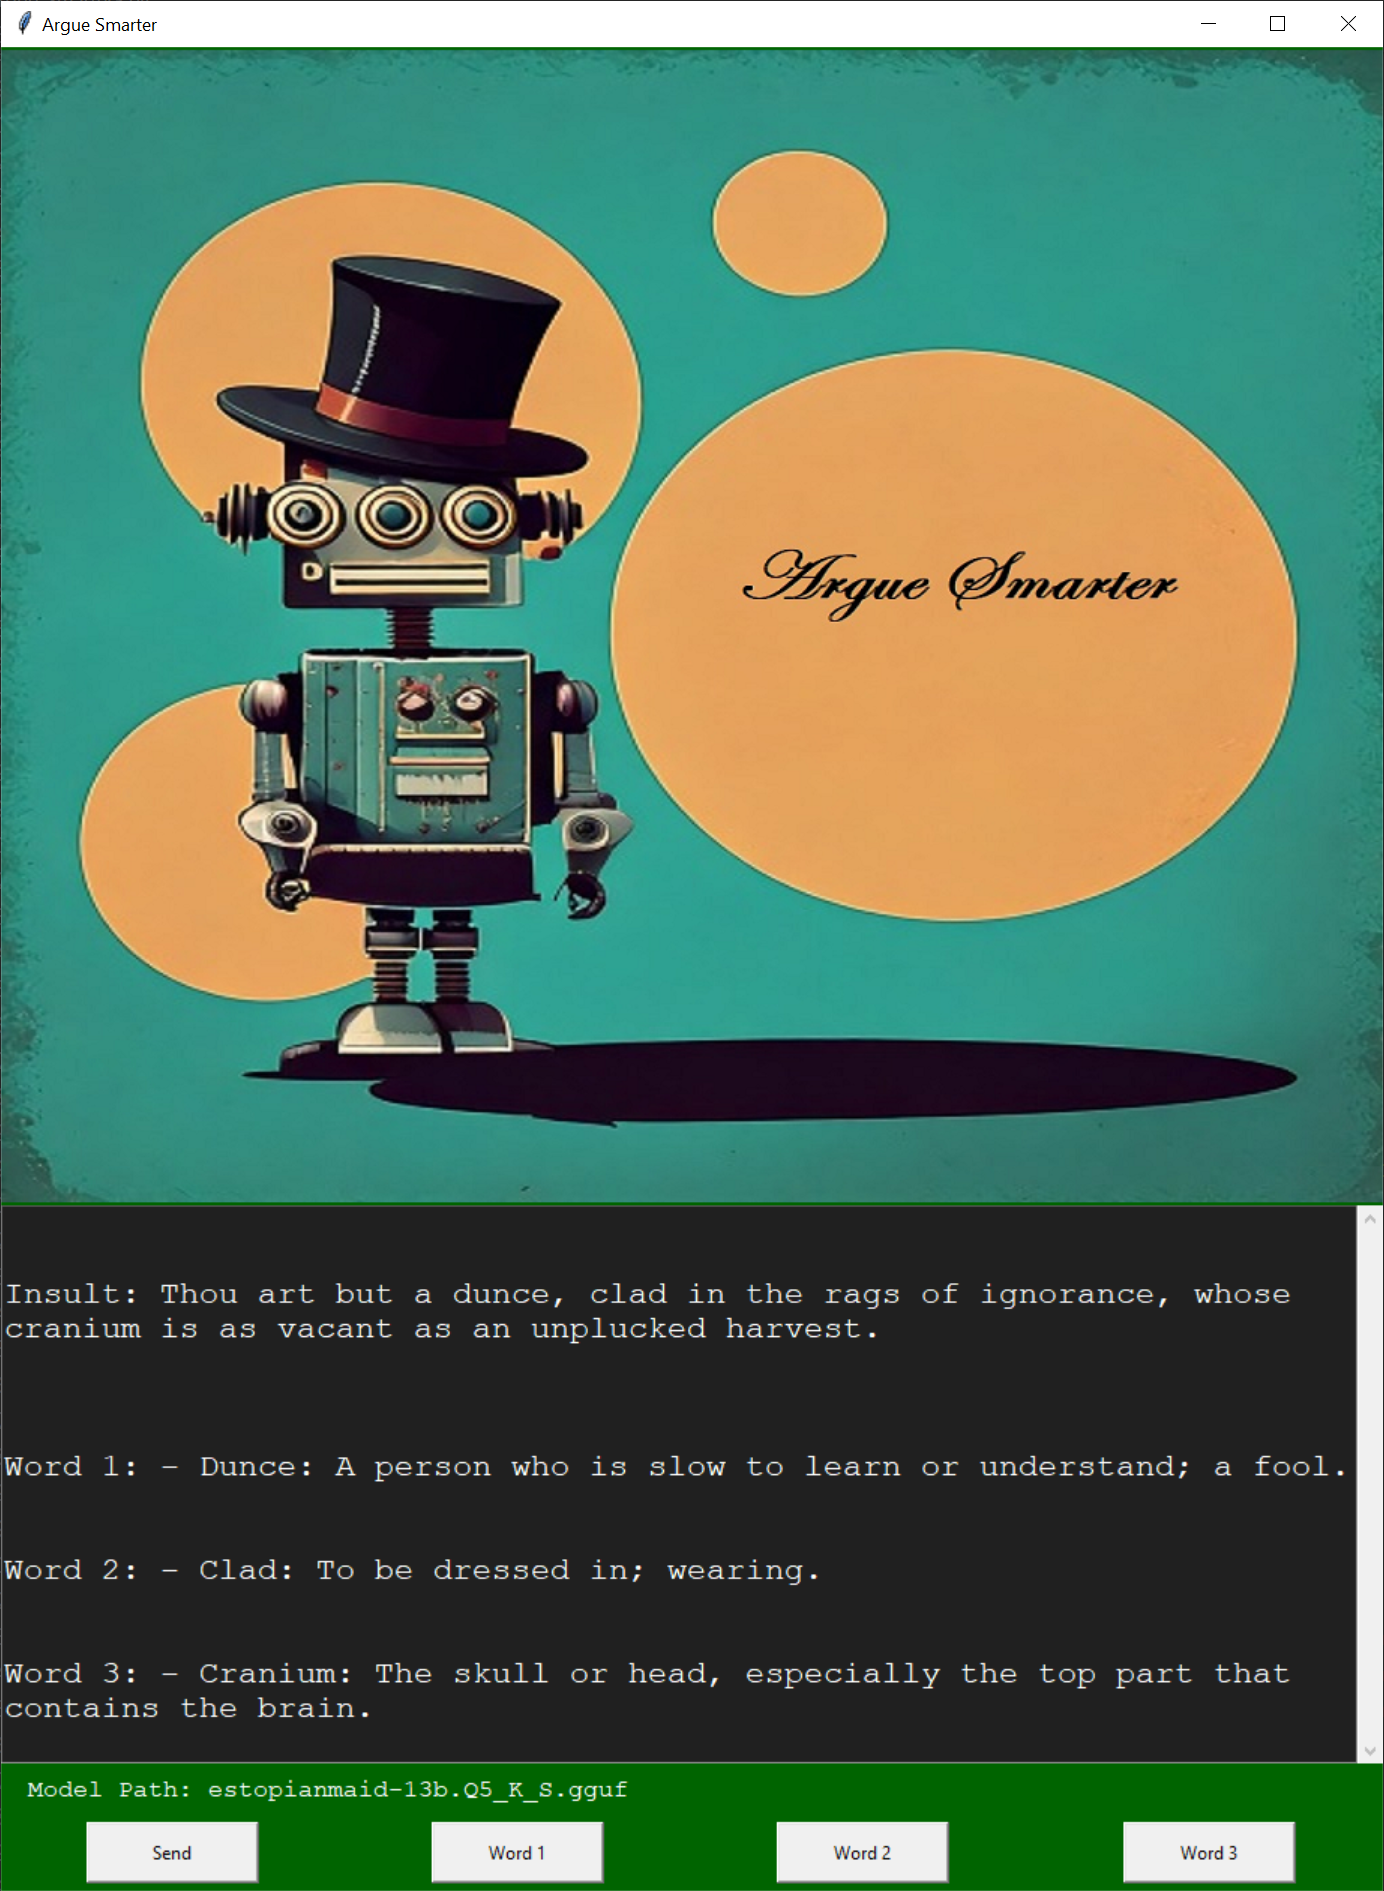 Argue Smarter
Argue Smarter
Insult: Thou art but a dunce, clad in the rags of ignorance, whose
cranium is as vacant as an unplucked harvest.
Word 1: - Dunce: A person who is slow to learn or understand; a fool.
Word 2: - Clad: To be dressed in; wearing.
Word 3: - Cranium: The skull or head, especially the top part that
contains the brain.
Model Path: estopianmaid-13b.Q5_K_S.gguf
Send
Word 1
Word 2
Word 3